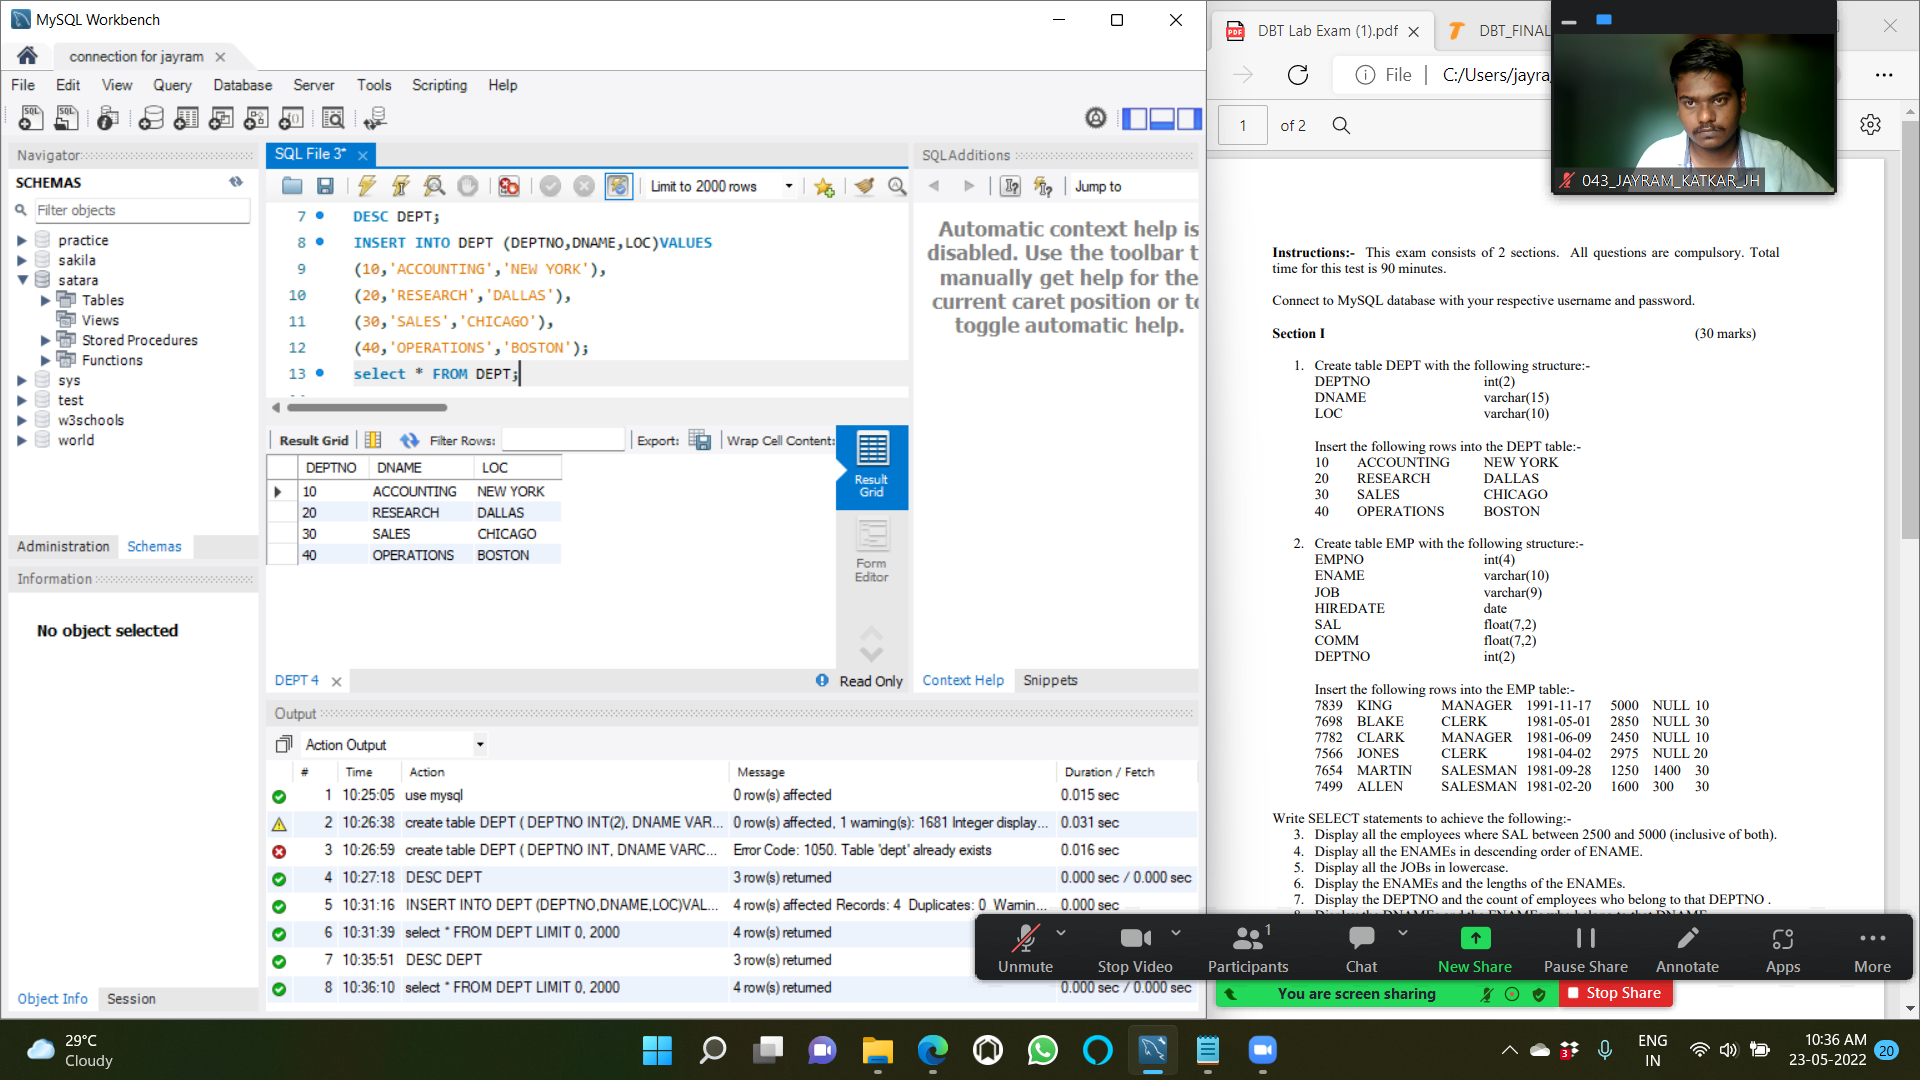 MySQL Workbench
connection for jayram
File Edit View Query Database Server Tools Scripting Help
Navigator
SCHEMAS
Filter objects
practice
sakila
satara
Tables
Views
Stored Procedures
Functions
sys
test
w3schools
world
Administration Schemas
Information
No object selected
Object Info Session
SQL File 3*
Limit to 2000 rows
7 DESC DEPT;
8 INSERT INTO DEPT (DEPTNO,DNAME,LOC)VALUES
9 (10,'ACCOUNTING','NEW YORK'),
10 (20,'RESEARCH','DALLAS'),
11 (30,'SALES','CHICAGO'),
12 (40,'OPERATIONS','BOSTON');
13 select * FROM DEPT;
Result Grid Filter Rows: Export: Wrap Cell Content:
DEPTNO DNAME LOC
10 ACCOUNTING NEW YORK
20 RESEARCH DALLAS
30 SALES CHICAGO
40 OPERATIONS BOSTON
Result Grid
Form Editor
DEPT 4
Read Only
SQLAdditions
Jump to
Automatic context help is
disabled. Use the toolbar t
manually get help for the
current caret position or to
toggle automatic help.
Context Help Snippets
Output
Action Output
# Time Action Message Duration / Fetch
1 10:25:05 use mysql 0 row(s) affected 0.015 sec
2 10:26:38 create table DEPT ( DEPTNO INT(2), DNAME VAR... 0 row(s) affected, 1 warning(s): 1681 Integer display... 0.031 sec
3 10:26:59 create table DEPT ( DEPTNO INT, DNAME VARC... Error Code: 1050. Table 'dept' already exists 0.016 sec
4 10:27:18 DESC DEPT 3 row(s) returned 0.000 sec / 0.000 sec
5 10:31:16 INSERT INTO DEPT (DEPTNO,DNAME,LOC)VAL... 4 row(s) affected Records: 4 Duplicates: 0 Warnin... 0.000 sec
6 10:31:39 select * FROM DEPT LIMIT 0, 2000 4 row(s) returned
7 10:35:51 DESC DEPT 3 row(s) returned
8 10:36:10 select * FROM DEPT LIMIT 0, 2000 4 row(s) returned 0.000 sec / 0.000 sec
DBT Lab Exam (1).pdf
DBT_FINAL
File C:/Users/jayra
1 of 2
043_JAYRAM_KATKAR_JH
Instructions:- This exam consists of 2 sections. All questions are compulsory. Total
time for this test is 90 minutes.
Connect to MySQL database with your respective username and password.
Section I (30 marks)
1. Create table DEPT with the following structure:-
DEPTNO int(2)
DNAME varchar(15)
LOC varchar(10)
Insert the following rows into the DEPT table:-
10 ACCOUNTING NEW YORK
20 RESEARCH DALLAS
30 SALES CHICAGO
40 OPERATIONS BOSTON
2. Create table EMP with the following structure:-
EMPNO int(4)
ENAME varchar(10)
JOB varchar(9)
HIREDATE date
SAL float(7,2)
COMM float(7,2)
DEPTNO int(2)
Insert the following rows into the EMP table:-
7839 KING MANAGER 1991-11-17 5000 NULL 10
7698 BLAKE CLERK 1981-05-01 2850 NULL 30
7782 CLARK MANAGER 1981-06-09 2450 NULL 10
7566 JONES CLERK 1981-04-02 2975 NULL 20
7654 MARTIN SALESMAN 1981-09-28 1250 1400 30
7499 ALLEN SALESMAN 1981-02-20 1600 300 30
Write SELECT statements to achieve the following:-
3. Display all the employees where SAL between 2500 and 5000 (inclusive of both).
4. Display all the ENAMEs in descending order of ENAME.
5. Display all the JOBs in lowercase.
6. Display the ENAMEs and the lengths of the ENAMEs.
7. Display the DEPTNO and the count of employees who belong to that DEPTNO .
Unmute Stop Video Participants 1 Chat New Share Pause Share Annotate Apps More
You are screen sharing Stop Share
29°C
Cloudy
3
ENG
IN
10:36 AM
23-05-2022
20